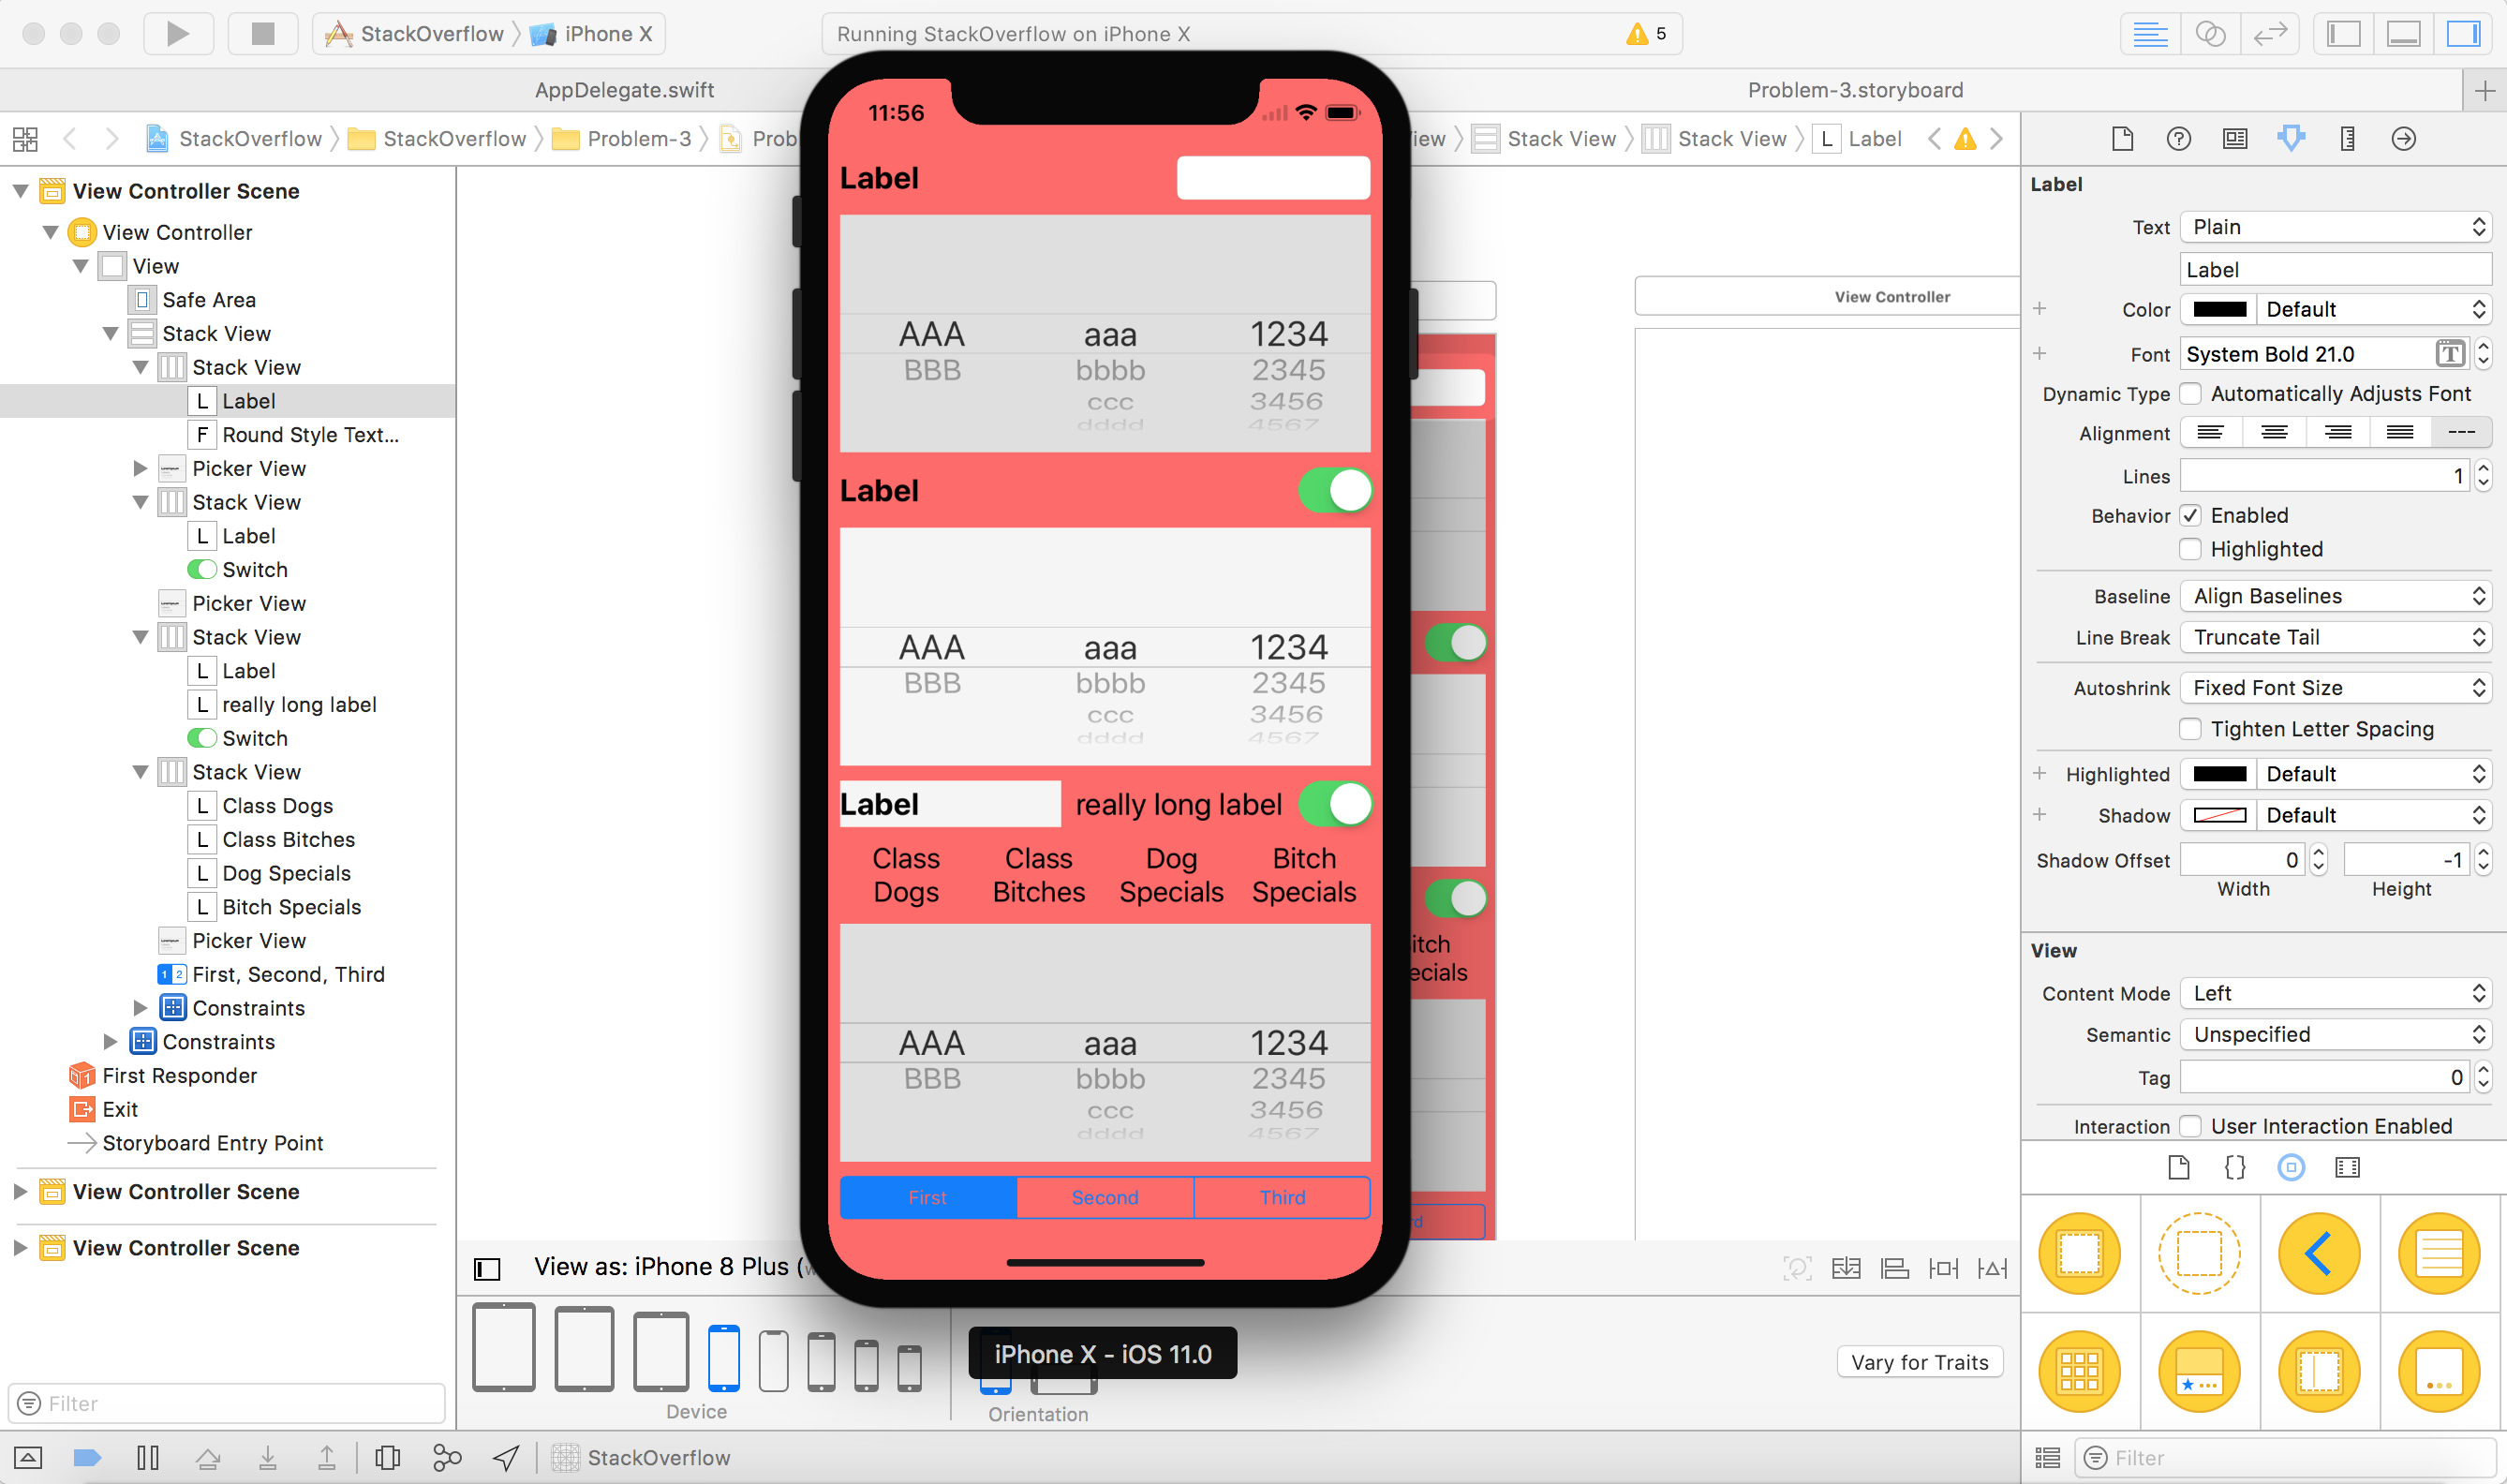 StackOverflow
iPhone X
Running StackOverflow on iPhone X
5
AppDelegate.swift
Problem-3.storyboard
StackOverflow
StackOverflow
Problem-3
Stack View
Stack View
L Label
View Controller Scene
View Controller
View
Safe Area
Stack View
Stack View
L Label
F Round Style Text...
Picker View
Stack View
L Label
Switch
Picker View
Stack View
L Label
L really long label
Switch
Stack View
L Class Dogs
L Class Bitches
L Dog Specials
L Bitch Specials
Picker View
1 2 First, Second, Third
Constraints
Constraints
First Responder
Exit
Storyboard Entry Point
View Controller Scene
View Controller Scene
Filter
11:56
Label
AAA aaa 1234
BBB bbbb 2345
ccc 3456
dddd 4567
Label
AAA aaa 1234
BBB bbbb 2345
ccc 3456
dddd 4567
Label really long label
Class Dogs
Class Bitches
Dog Specials
Bitch Specials
AAA aaa 1234
BBB bbbb 2345
ccc 3456
dddd 4567
First Second Third
View Controller
View as: iPhone 8 Plus (
iPhone X - iOS 11.0
Vary for Traits
Device
Orientation
StackOverflow
Label
Text Plain
Label
Color Default
Font System Bold 21.0
Dynamic Type Automatically Adjusts Font
Alignment
Lines 1
Behavior Enabled
Highlighted
Baseline Align Baselines
Line Break Truncate Tail
Autoshrink Fixed Font Size
Tighten Letter Spacing
Highlighted Default
Shadow Default
Shadow Offset 0 -1
Width Height
View
Content Mode Left
Semantic Unspecified
Tag 0
Interaction User Interaction Enabled
Filter